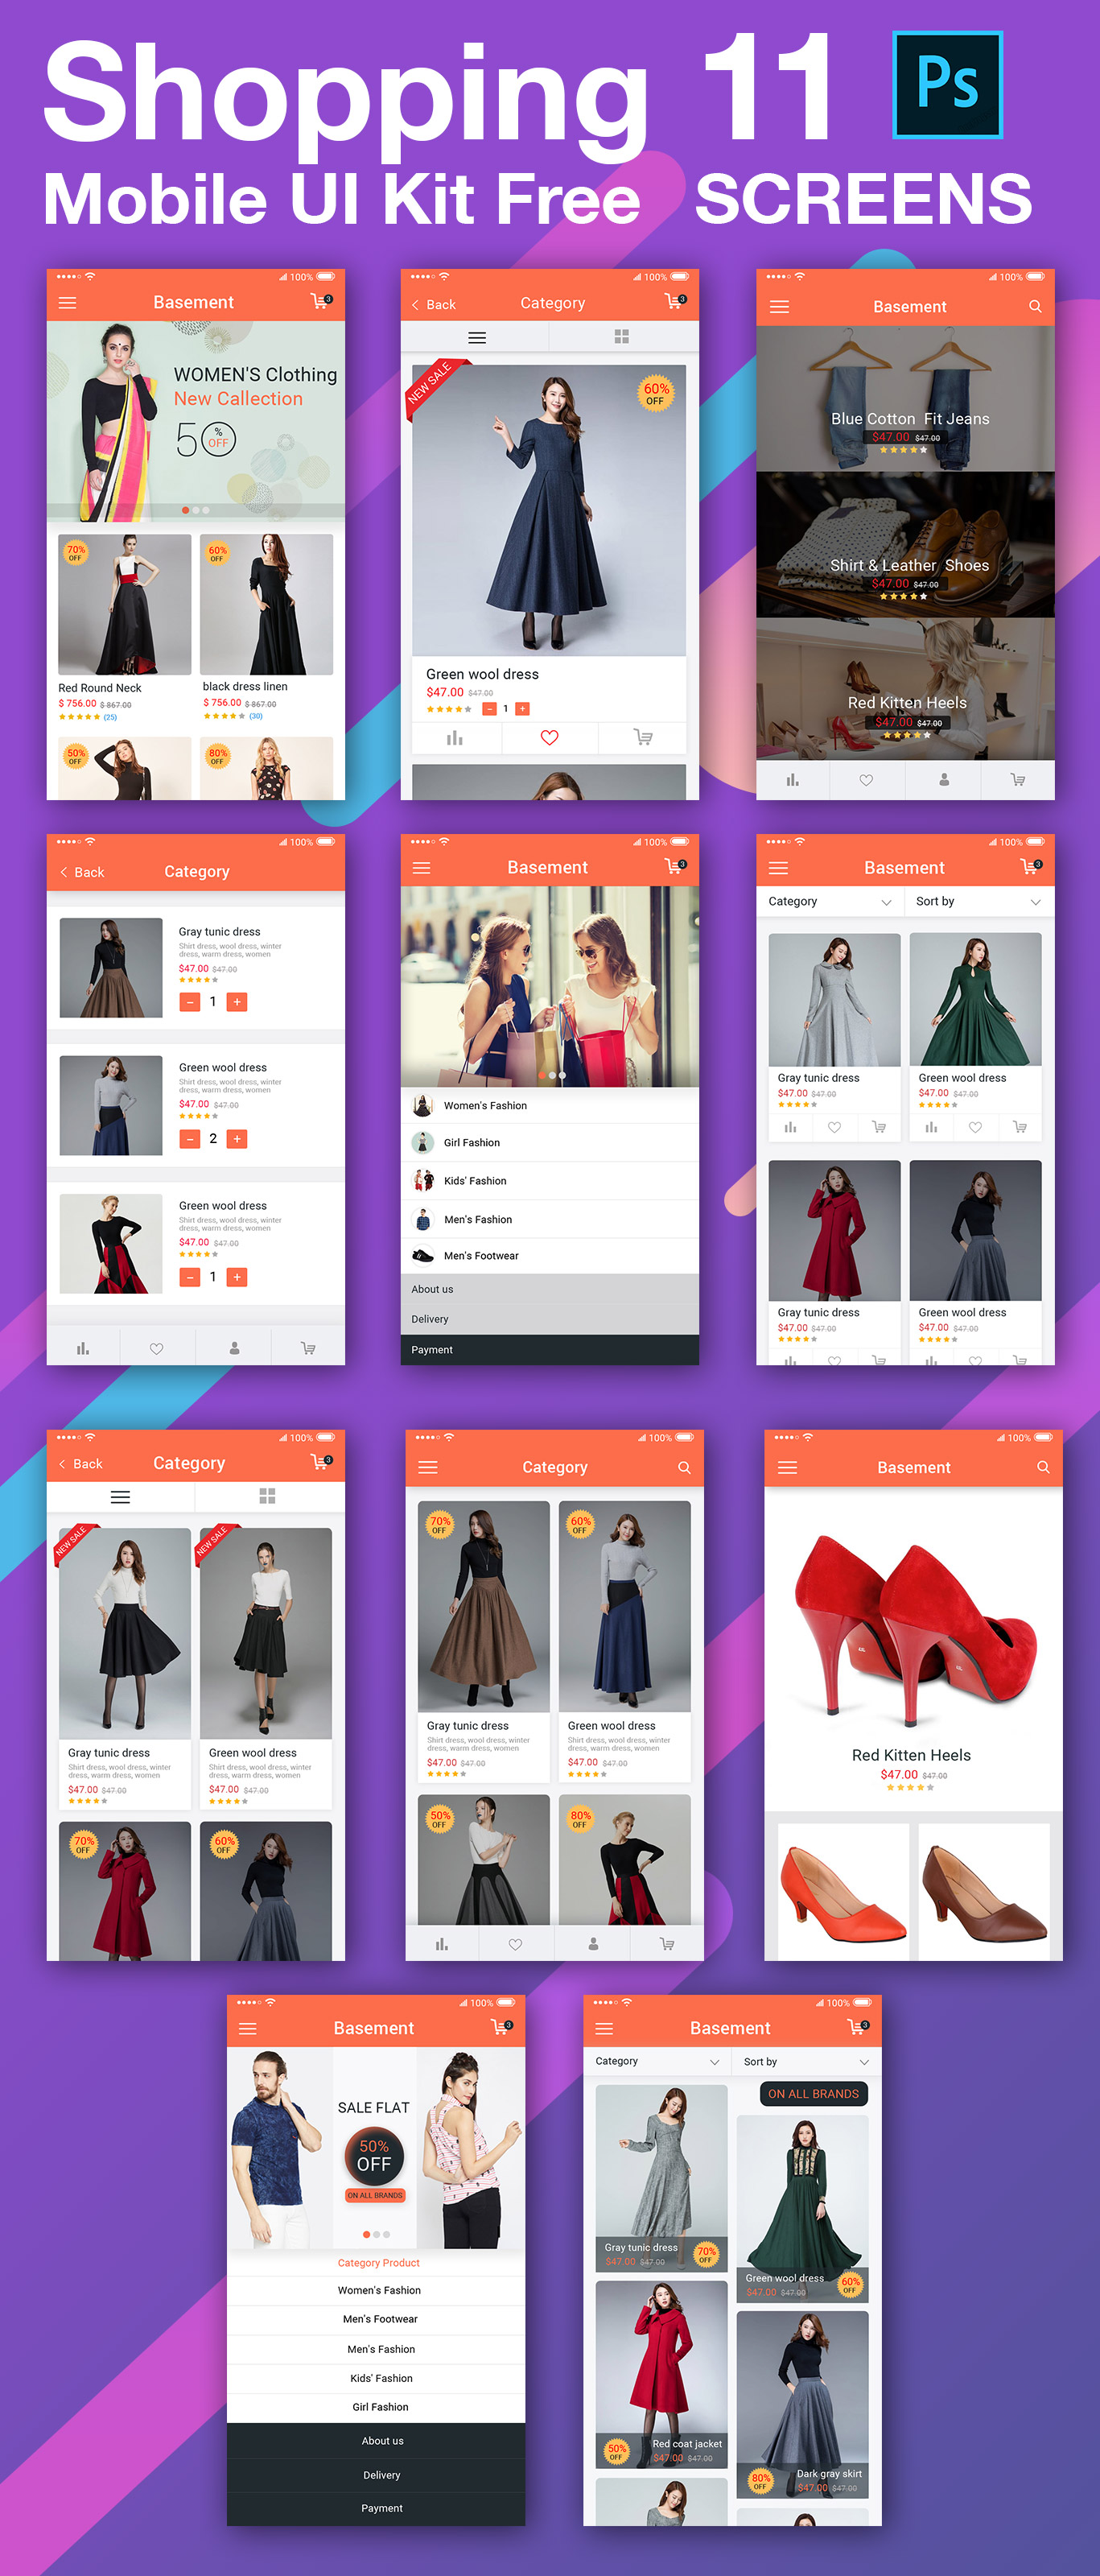 Shopping 11 Ps
Mobile UI Kit Free SCREENS
100%
Basement
3
WOMEN'S Clothing
New Callection
50 % OFF
70% OFF
60% OFF
Red Round Neck
$ 756.00 $ 867.00
(25)
black dress linen
$ 756.00 $ 867.00
(30)
50% OFF
80% OFF
100%
Back Category
3
NEW SALE
60% OFF
Green wool dress
$47.00 $47.00
- 1 +
100%
Basement
Blue Cotton Fit Jeans
$47.00 $47.00
Shirt & Leather Shoes
$47.00 $47.00
Red Kitten Heels
$47.00 $47.00
100%
Back Category
Gray tunic dress
Shirt dress, wool dress, winter
dress, warm dress, women
$47.00 $47.00
- 1 +
Green wool dress
Shirt dress, wool dress, winter
dress, warm dress, women
$47.00 $47.00
- 2 +
Green wool dress
Shirt dress, wool dress, winter
dress, warm dress, women
$47.00 $47.00
- 1 +
100%
Basement
3
Women's Fashion
Girl Fashion
Kids' Fashion
Men's Fashion
Men's Footwear
About us
Delivery
Payment
100%
Basement
3
Category Sort by
Gray tunic dress
$47.00 $47.00
Green wool dress
$47.00 $47.00
Gray tunic dress
$47.00 $47.00
Green wool dress
$47.00 $47.00
100%
Back Category
3
NEW SALE
NEW SALE
Gray tunic dress
Shirt dress, wool dress, winter
dress, warm dress, women
$47.00 $47.00
Green wool dress
Shirt dress, wool dress, winter
dress, warm dress, women
$47.00 $47.00
70% OFF
60% OFF
100%
Category
70% OFF
60% OFF
Gray tunic dress
Shirt dress, wool dress, winter
dress, warm dress, women
$47.00 $47.00
Green wool dress
Shirt dress, wool dress, winter
dress, warm dress, women
$47.00 $47.00
50% OFF
80% OFF
100%
Basement
Red Kitten Heels
$47.00 $47.00
100%
Basement
3
SALE FLAT
50%
OFF
ON ALL BRANDS
Category Product
Women's Fashion
Men's Footwear
Men's Fashion
Kids' Fashion
Girl Fashion
About us
Delivery
Payment
100%
Basement
3
Category Sort by
ON ALL BRANDS
Gray tunic dress
$47.00 $47.00
70% OFF
Green wool dress
$47.00 $47.00
60% OFF
Red coat jacket
$47.00 $47.00
50% OFF
Dark gray skirt
$47.00 $47.00
80% OFF